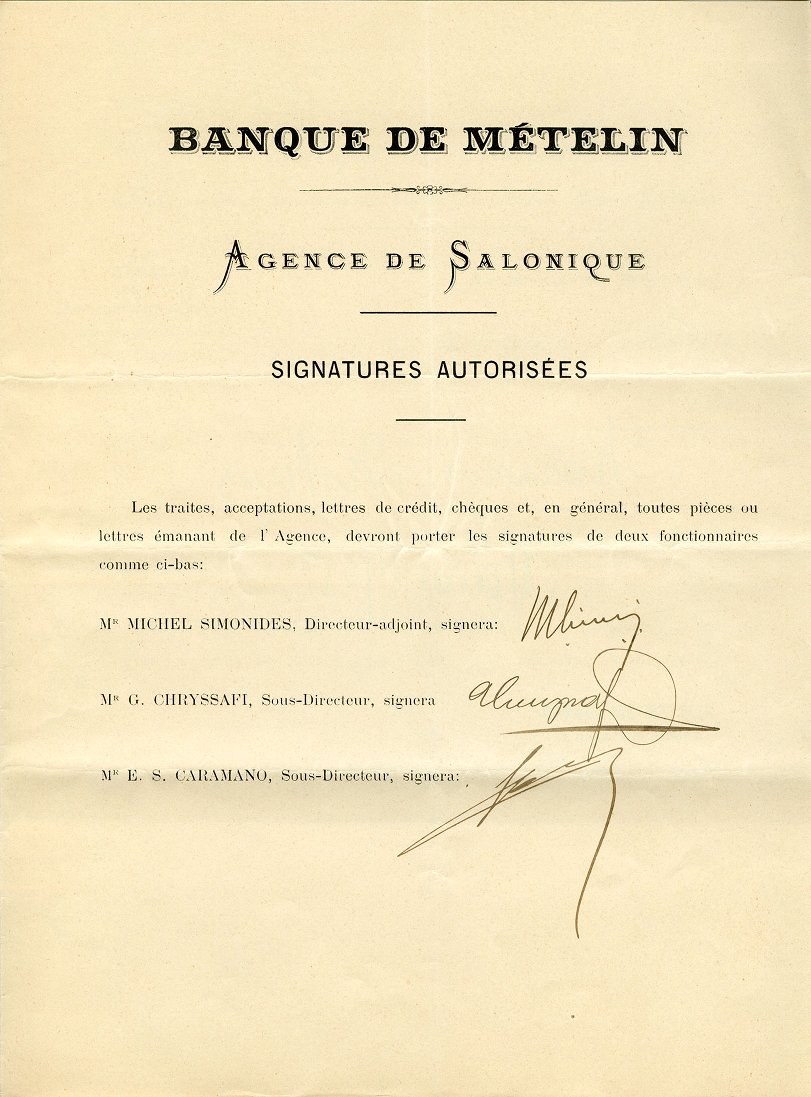 BANQUE DE MÉTELIN
AGENCE DE SALONIQUE
SIGNATURES AUTORISÉES
Les traites, acceptations, lettres de crédit, chèques et, en général, toutes pièces ou
lettres émanant de l'Agence, devront porter les signatures de deux fonctionnaires
comme ci-bas:
MR MICHEL SIMONIDES, Directeur-adjoint, signera:
MR G. CHRYSSAFI, Sous-Directeur, signera
MR E. S. CARAMANO, Sous-Directeur, signera: